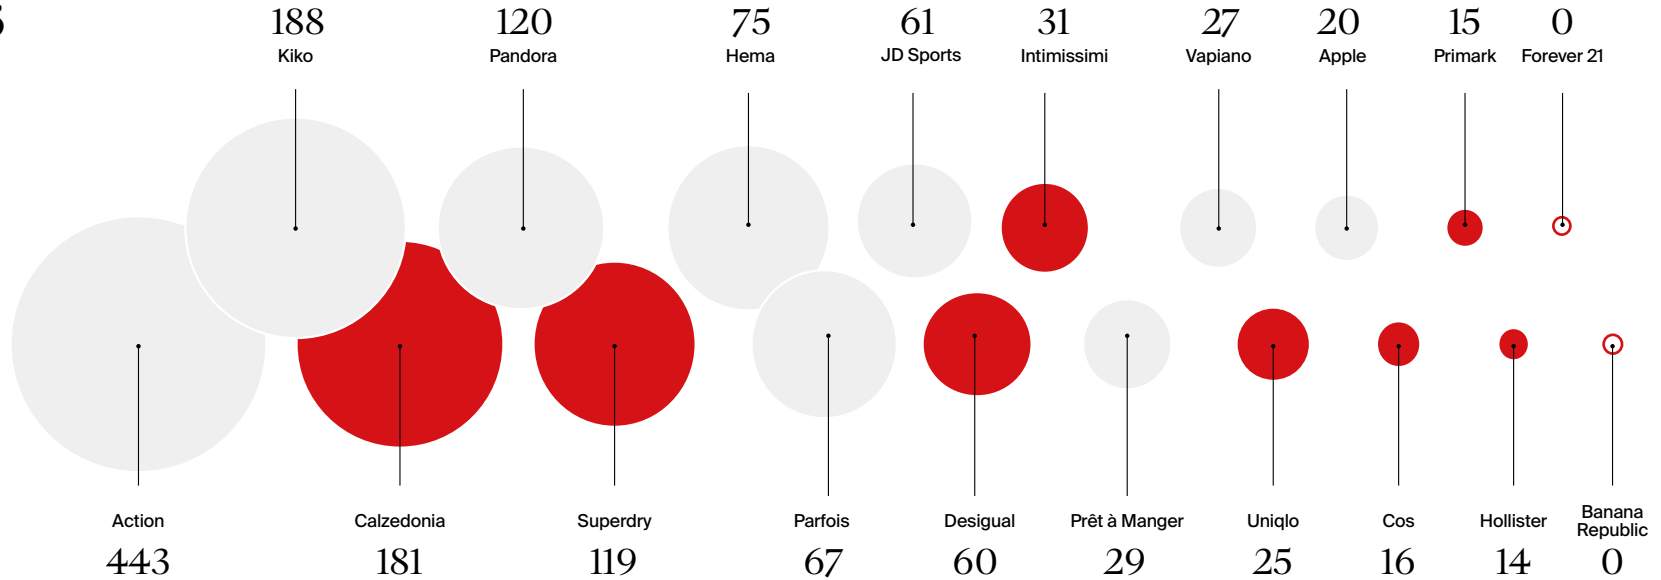 188
Kiko
120
Pandora
75
Hema
61
JD Sports
31
Intimissimi
27
Vapiano
20
Apple
15
Primark
0
Forever 21
Action
443
Calzedonia
181
Superdry
119
Parfois
67
Desigual
60
Prêt à Manger
29
Uniqlo
25
Cos
16
Hollister
14
Banana
Republic
0